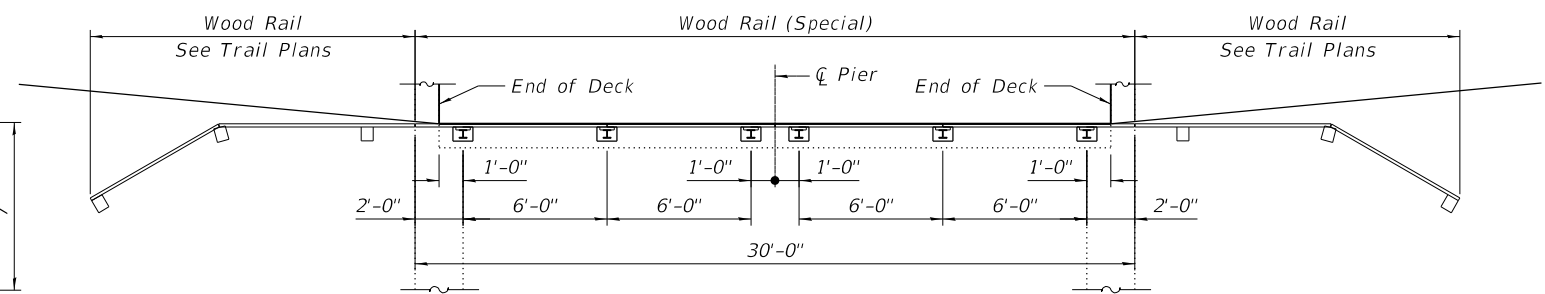 Wood Rail
See Trail Plans
Wood Rail (Special)
Wood Rail
See Trail Plans
End of Deck
℄ Pier
End of Deck
1'-0"
1'-0"
1'-0"
1'-0"
2'-0"
6'-0"
6'-0"
6'-0"
6'-0"
2'-0"
30'-0"